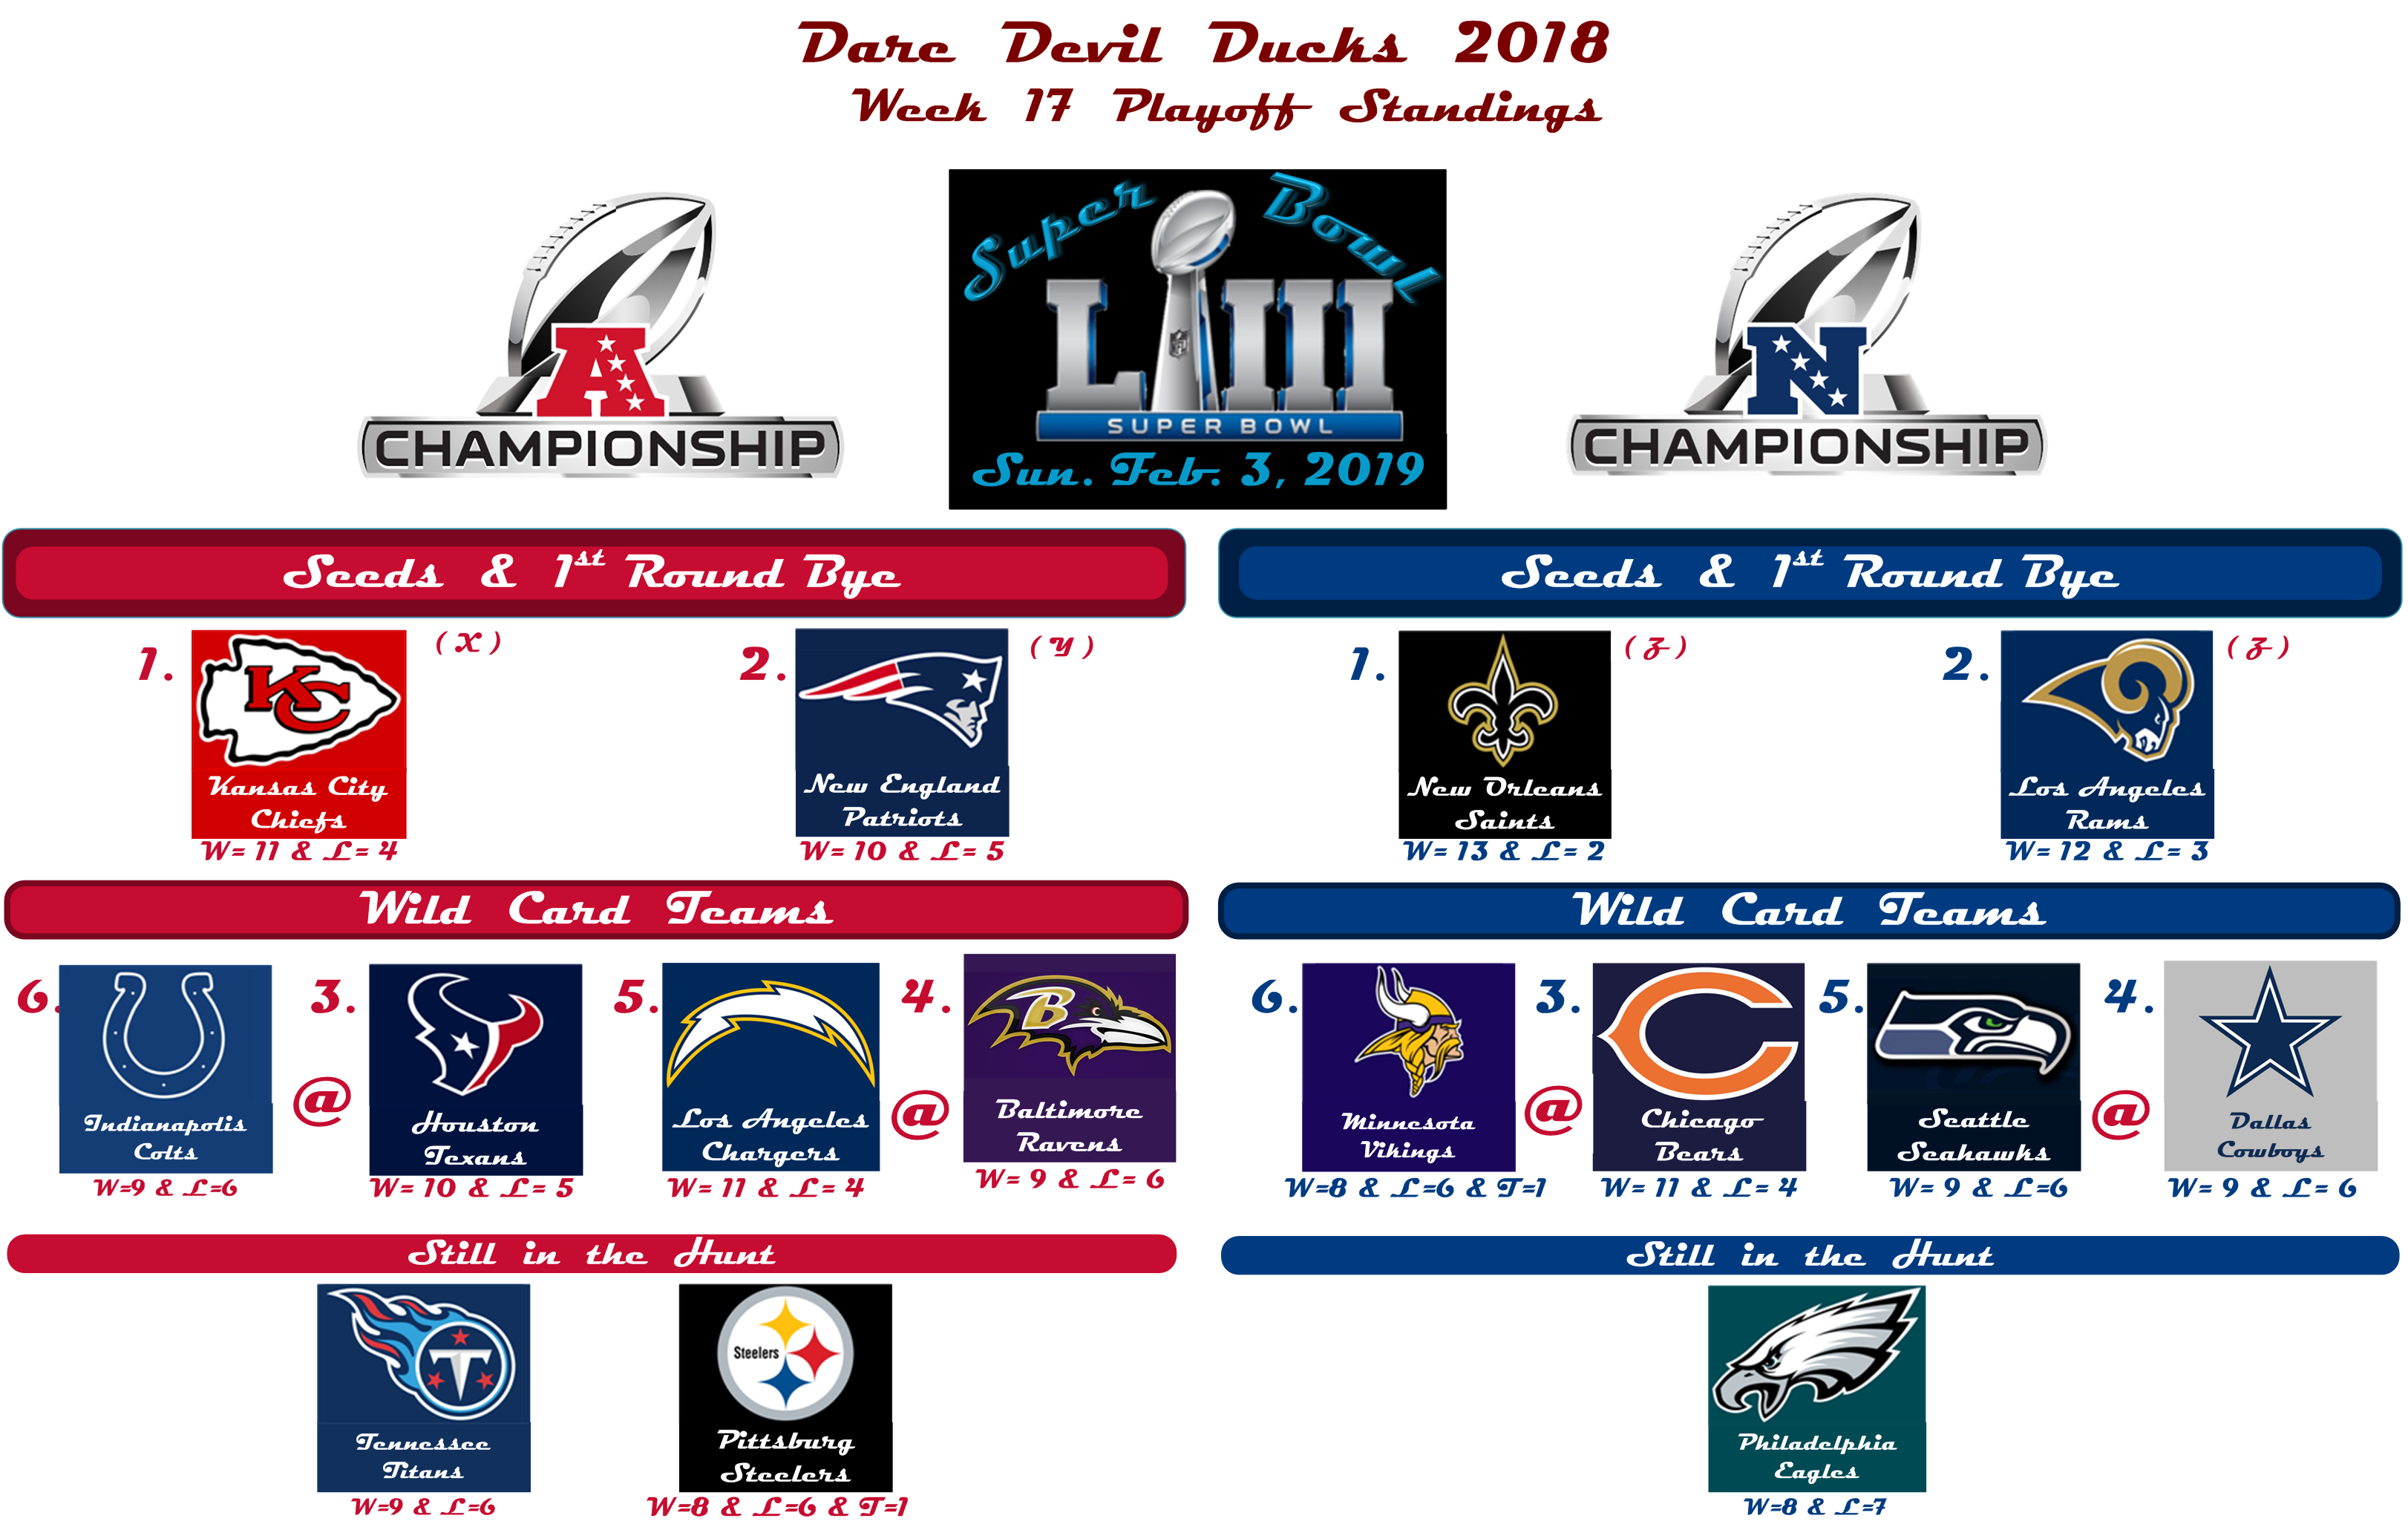 Dare Devil Ducks 2018
Week 17 Playoff Standings
Super Bowl
LIII
SUPER BOWL
Sun. Feb. 3, 2019
A
CHAMPIONSHIP
N
CHAMPIONSHIP
Seeds & 1st Round Bye
Seeds & 1st Round Bye
1.
KC
Kansas City
Chiefs
(X)
W= 11 & L= 4
2.
New England
Patriots
(Y)
W= 10 & L= 5
1.
New Orleans
Saints
(Z)
W= 13 & L= 2
2.
Los Angeles
Rams
(Z)
W= 12 & L= 3
Wild Card Teams
Wild Card Teams
6.
Indianapolis
Colts
W=9 & L=6
@
3.
Houston
Texans
W= 10 & L= 5
5.
Los Angeles
Chargers
W= 11 & L= 4
@
4.
B
Baltimore
Ravens
W= 9 & L= 6
6.
Minnesota
Vikings
W=8 & L=6 & T=1
@
3.
Chicago
Bears
W= 11 & L= 4
5.
Seattle
Seahawks
W= 9 & L=6
@
4.
Dallas
Cowboys
W= 9 & L= 6
Still in the Hunt
Still in the Hunt
T
Tennessee
Titans
W=9 & L=6
Steelers
Pittsburg
Steelers
W=8 & L=6 & T=1
Philadelphia
Eagles
W=8 & L=7